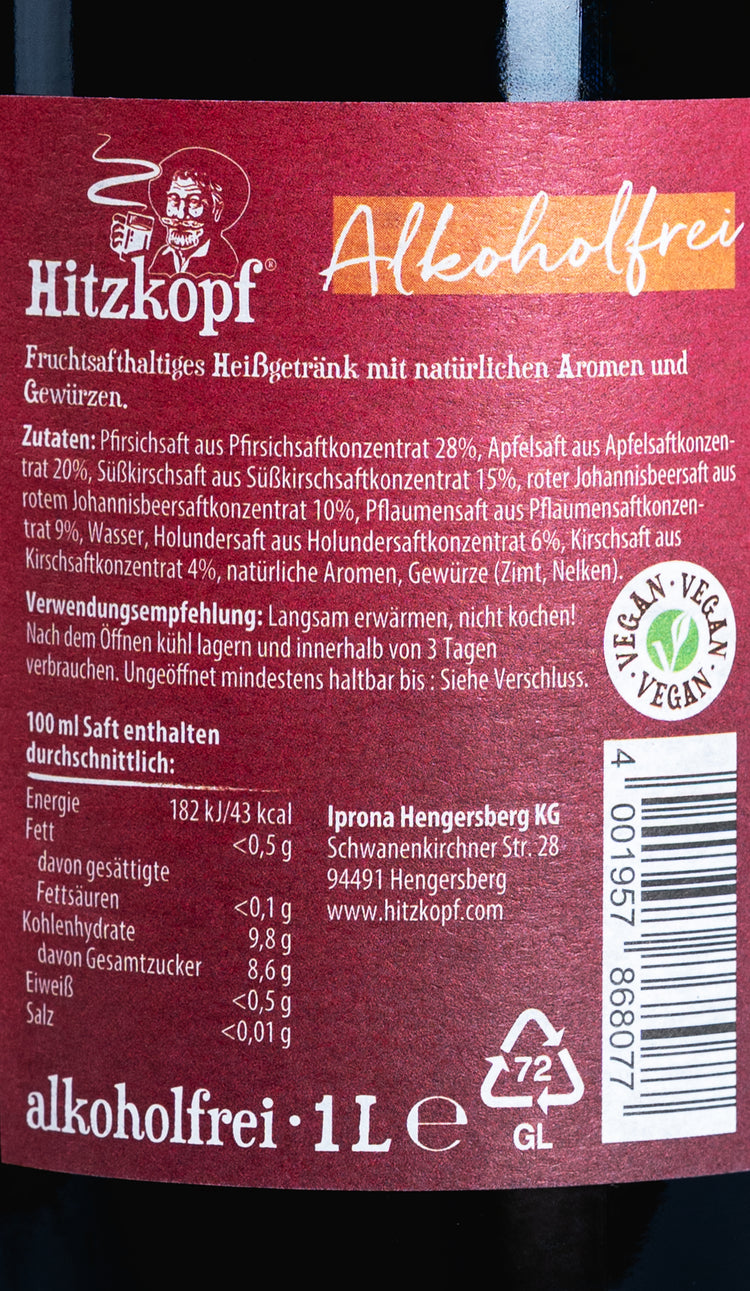 Hitzkopf®
Alkoholfrei
Fruchtsafthaltiges Heißgetränk mit natürlichen Aromen und
Gewürzen.
Zutaten: Pfirsichsaft aus Pfirsichsaftkonzentrat 28%, Apfelsaft aus Apfelsaftkonzen-
trat 20%, Süßkirschsaft aus Süßkirschsaftkonzentrat 15%, roter Johannisbeersaft aus
rotem Johannisbeersaftkonzentrat 10%, Pflaumensaft aus Pflaumensaftkonzen-
trat 9%, Wasser, Holundersaft aus Holundersaftkonzentrat 6%, Kirschsaft aus
Kirschsaftkonzentrat 4%, natürliche Aromen, Gewürze (Zimt, Nelken).
Verwendungsempfehlung: Langsam erwärmen, nicht kochen!
Nach dem Öffnen kühl lagern und innerhalb von 3 Tagen
verbrauchen. Ungeöffnet mindestens haltbar bis : Siehe Verschluss.
VEGAN · VEGAN · VEGAN ·
100 ml Saft enthalten
durchschnittlich:
Energie 182 kJ/43 kcal
Fett <0,5 g
davon gesättigte
Fettsäuren <0,1 g
Kohlenhydrate 9,8 g
davon Gesamtzucker 8,6 g
Eiweiß <0,5 g
Salz <0,01 g
Iprona Hengersberg KG
Schwanenkirchner Str. 28
94491 Hengersberg
www.hitzkopf.com
4 001957 868077
72
GL
alkoholfrei · 1 L ℮